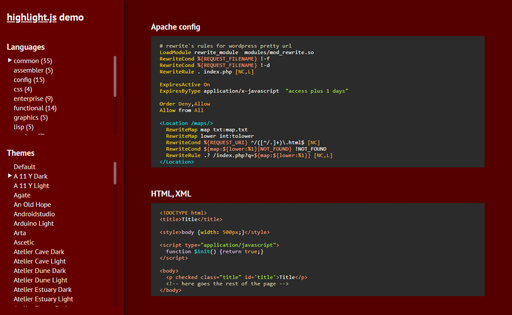 highlight.js demo
Languages
common (35)
assembler (5)
config (15)
css (4)
enterprise (9)
functional (14)
graphics (5)
lisp (5)
Themes
Default
A 11 Y Dark
A 11 Y Light
Agate
An Old Hope
Androidstudio
Arduino Light
Arta
Ascetic
Atelier Cave Dark
Atelier Cave Light
Atelier Dune Dark
Atelier Dune Light
Atelier Estuary Dark
Atelier Estuary Light
Apache config
# rewrite`s rules for wordpress pretty url
LoadModule rewrite_module  modules/mod_rewrite.so
RewriteCond %{REQUEST_FILENAME} !-f
RewriteCond %{REQUEST_FILENAME} !-d
RewriteRule . index.php [NC,L]
ExpiresActive On
ExpiresByType application/x-javascript  "access plus 1 days"
Order Deny,Allow
Allow from All
<Location /maps/>
RewriteMap map txt:map.txt
RewriteMap lower int:tolower
RewriteCond %{REQUEST_URI} ^/([^/.]+)\.html$ [NC]
RewriteCond ${map:${lower:%1}|NOT_FOUND} !NOT_FOUND
RewriteRule .? /index.php?q=${map:${lower:%1}} [NC,L]
</Location>
HTML, XML
<!DOCTYPE html>
<title>Title</title>
<style>body {width: 500px;}</style>
<script type="application/javascript">
function $init() {return true;}
</script>
<body>
<p checked class="title" id='title'>Title</p>
<!-- here goes the rest of the page -->
</body>